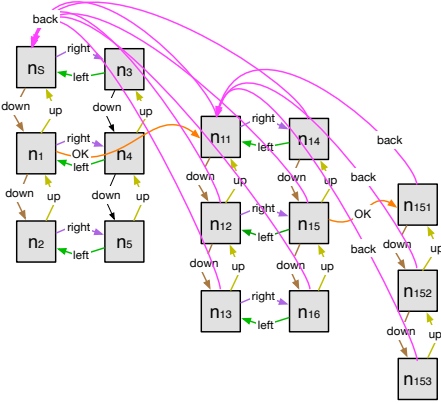 back
right
nS
n3
left
down
up
down
up
right
n11
n14
n1
OK
n4
left
right
left
back
down
up
down
up
down
up
down
up
back
n151
right
n2
n5
left
right
n12
n15
left
OK
down
up
back
down
up
down
up
n152
right
n13
n16
left
down
up
n153